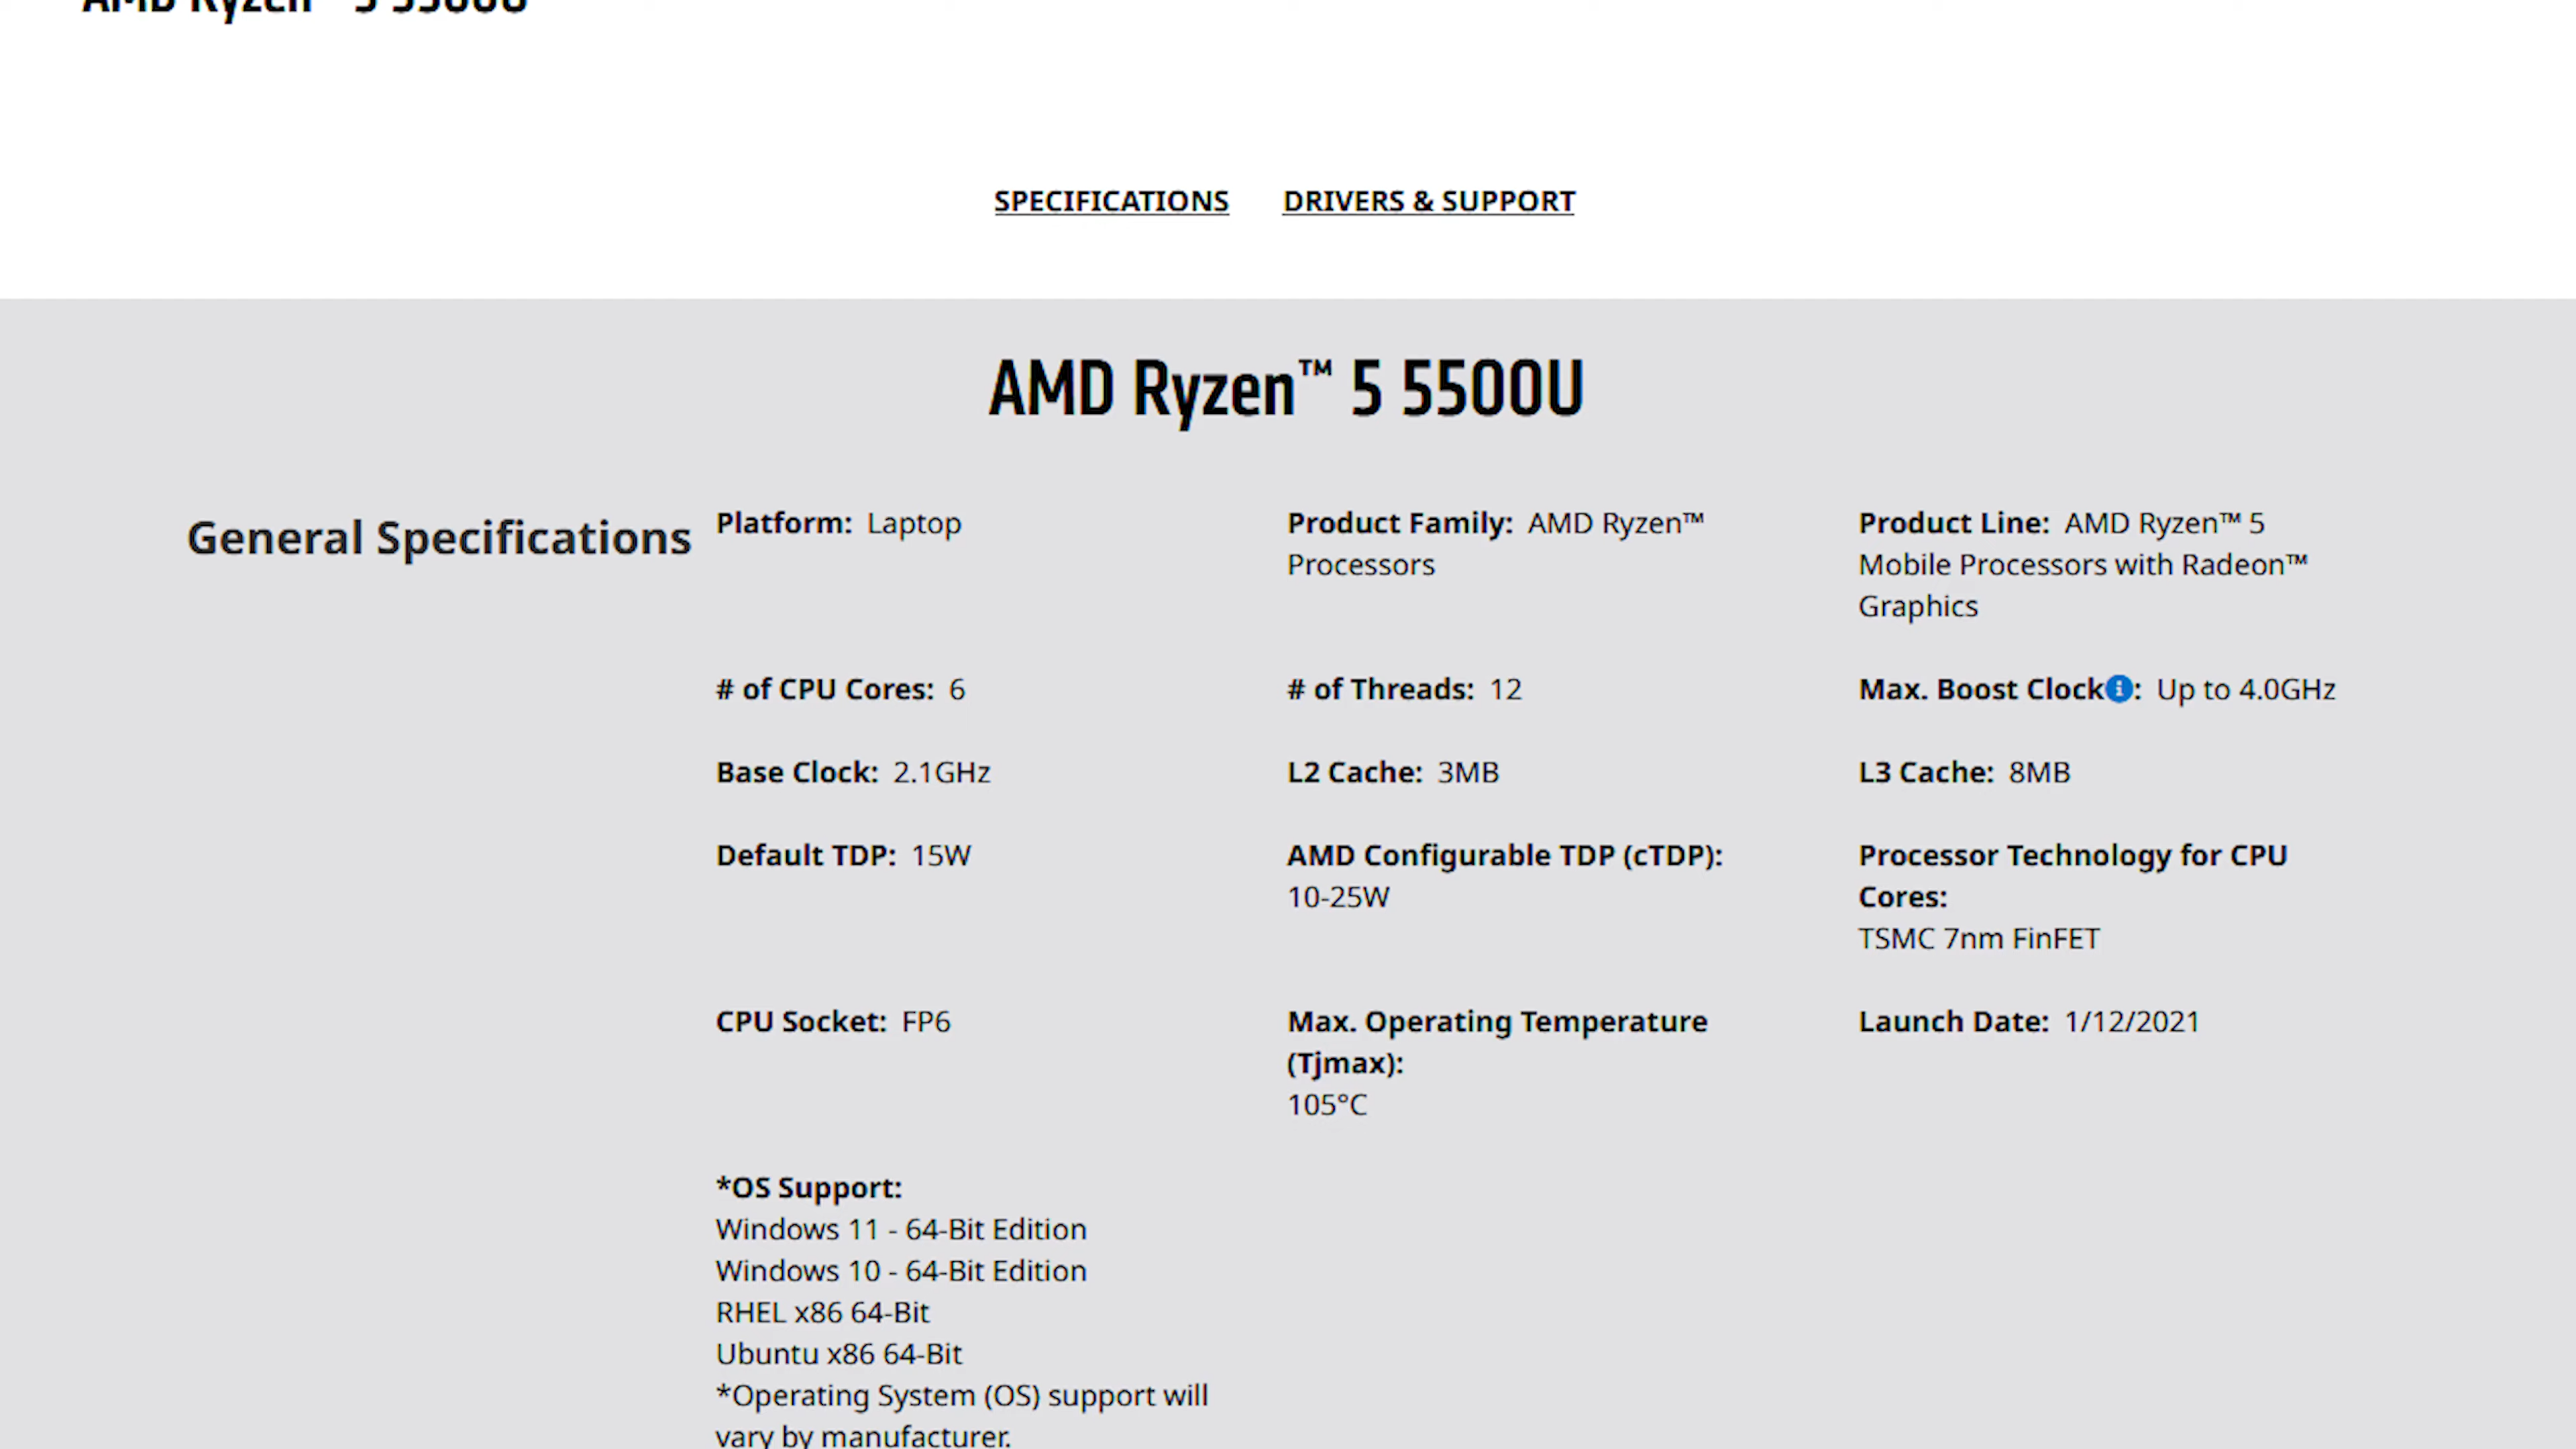 AMD Ryzen™ 5 5500U
SPECIFICATIONS DRIVERS & SUPPORT
AMD Ryzen™ 5 5500U
General Specifications
Platform: Laptop
Product Family: AMD Ryzen™
Processors
Product Line: AMD Ryzen™ 5
Mobile Processors with Radeon™
Graphics
# of CPU Cores: 6
# of Threads: 12
Max. Boost Clock: Up to 4.0GHz
Base Clock: 2.1GHz
L2 Cache: 3MB
L3 Cache: 8MB
Default TDP: 15W
AMD Configurable TDP (cTDP):
10-25W
Processor Technology for CPU
Cores:
TSMC 7nm FinFET
CPU Socket: FP6
Max. Operating Temperature
(Tjmax):
105°C
Launch Date: 1/12/2021
*OS Support:
Windows 11 - 64-Bit Edition
Windows 10 - 64-Bit Edition
RHEL x86 64-Bit
Ubuntu x86 64-Bit
*Operating System (OS) support will
vary by manufacturer.